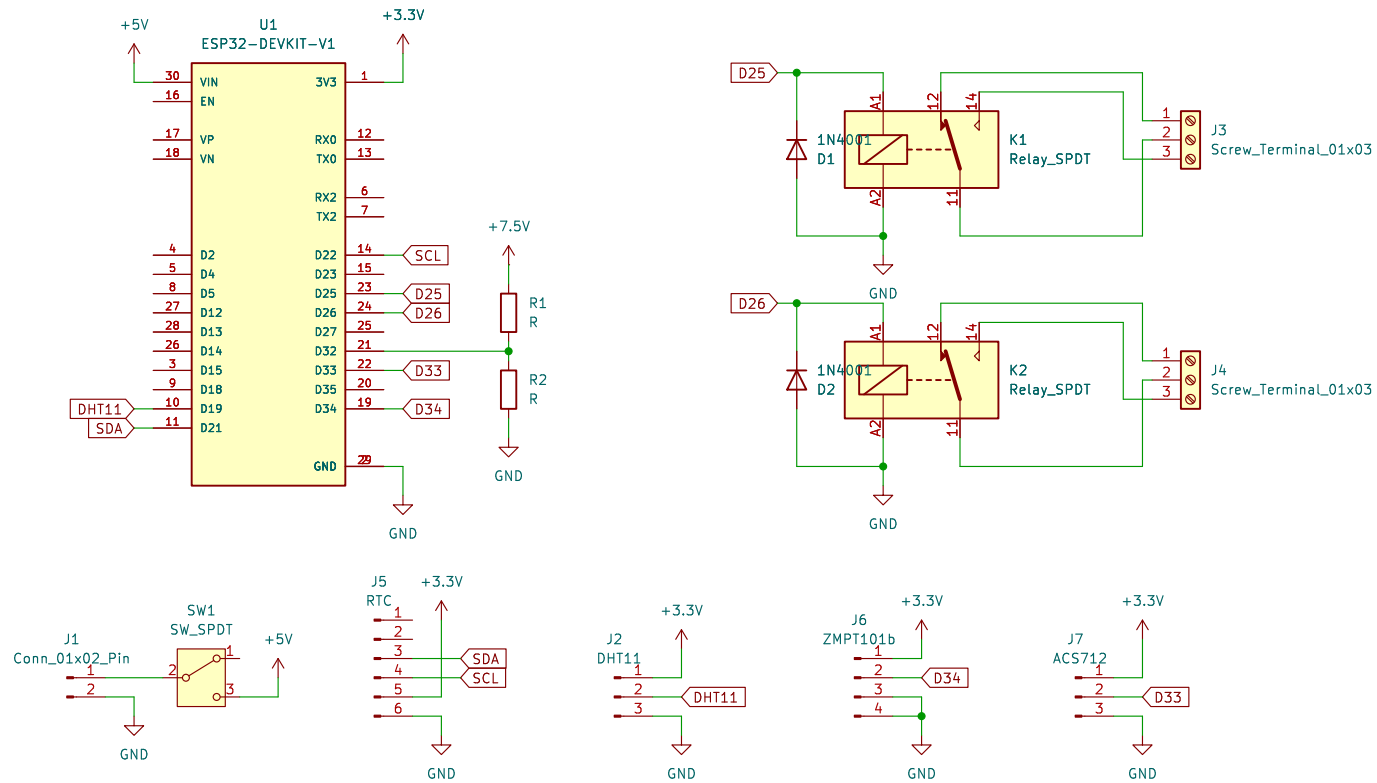 +5V
U1
ESP32-DEVKIT-V1
+3.3V
30 VIN
3V3 1
16 EN
17 VP
RX0 12
18 VN
TX0 13
RX2 6
TX2 7
4 D2
D22 14 SCL
5 D4
D23 15
8 D5
D25 23 D25
27 D12
D26 24 D26
28 D13
D27 25
26 D14
D32 21
3 D15
D33 22 D33
9 D18
D35 20
DHT11 10 D19
D34 19 D34
SDA 11 D21
GND
GND
+7.5V
R1
R
R2
R
GND
D25
A1
12
14
1N4001
D1
K1
Relay_SPDT
A2
11
GND
1
2
3
J3
Screw_Terminal_01x03
D26
A1
12
14
1N4001
D2
K2
Relay_SPDT
A2
11
GND
1
2
3
J4
Screw_Terminal_01x03
J1
Conn_01x02_Pin
1
2
GND
SW1
SW_SPDT
2
1
3
+5V
J5
RTC
+3.3V
1
2
3 SDA
4 SCL
5
6
GND
J2
DHT11
+3.3V
1
2 DHT11
3
GND
J6
ZMPT101b
+3.3V
1
2 D34
3
4
GND
J7
ACS712
+3.3V
1
2 D33
3
GND